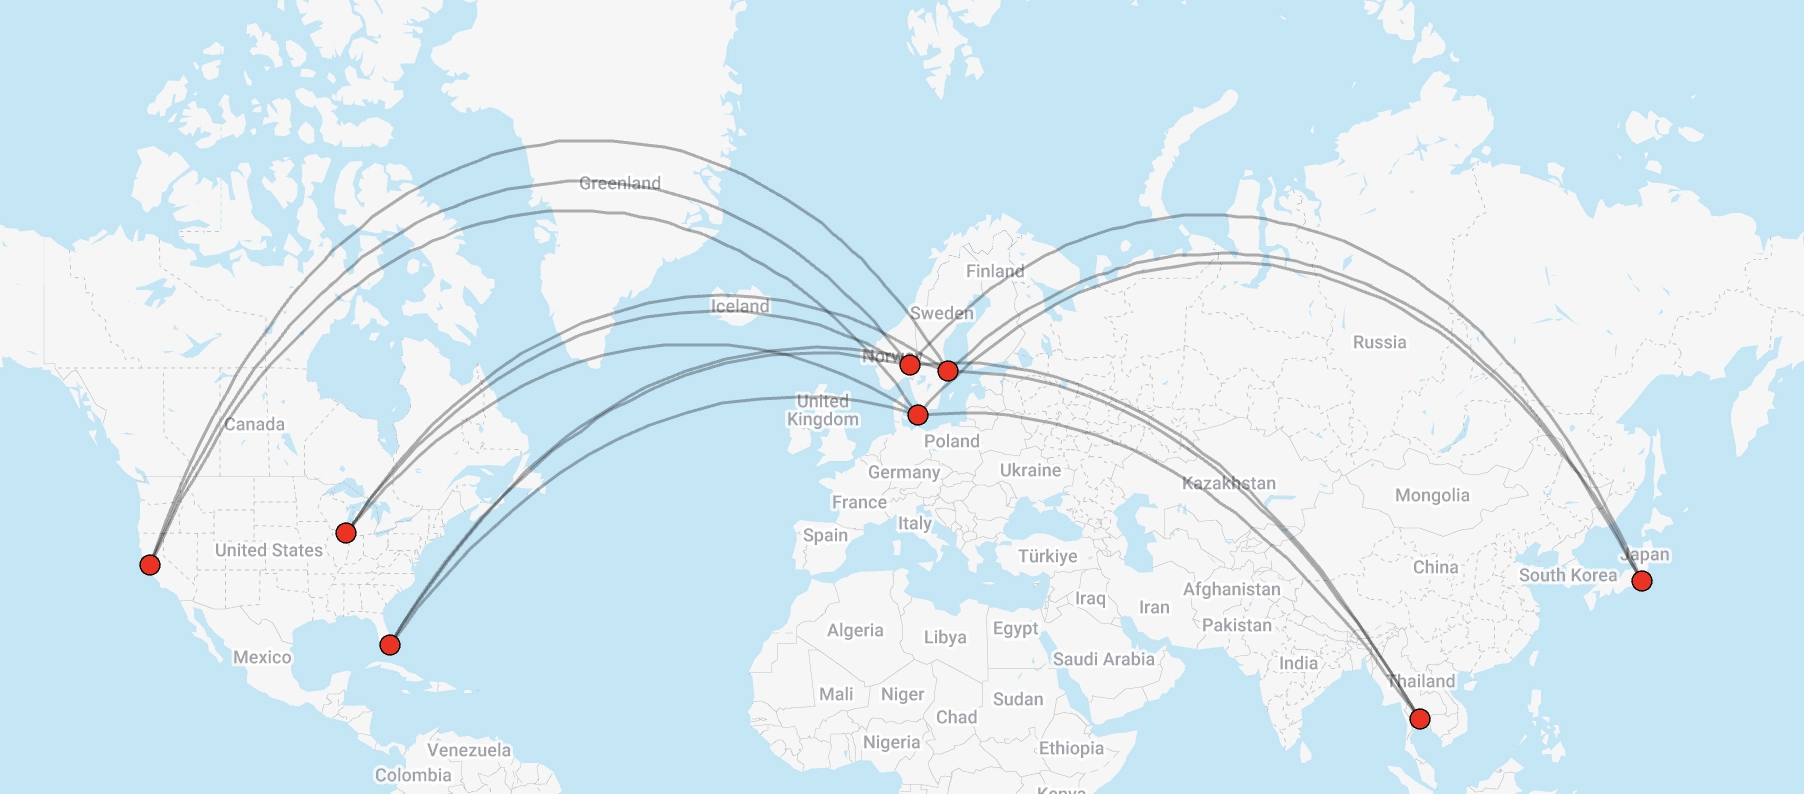 Greenland
Finland
Iceland
Sweden
Russia
Norway
United
Kingdom
Canada
Poland
Germany
Ukraine
Kazakhstan
Mongolia
France
Italy
Spain
United States
Türkiye
Japan
China
South Korea
Afghanistan
Iraq
Iran
Pakistan
Algeria
Libya
Egypt
Mexico
Saudi Arabia
India
Thailand
Mali
Niger
Sudan
Chad
Nigeria
Ethiopia
Venezuela
Colombia
Kenya